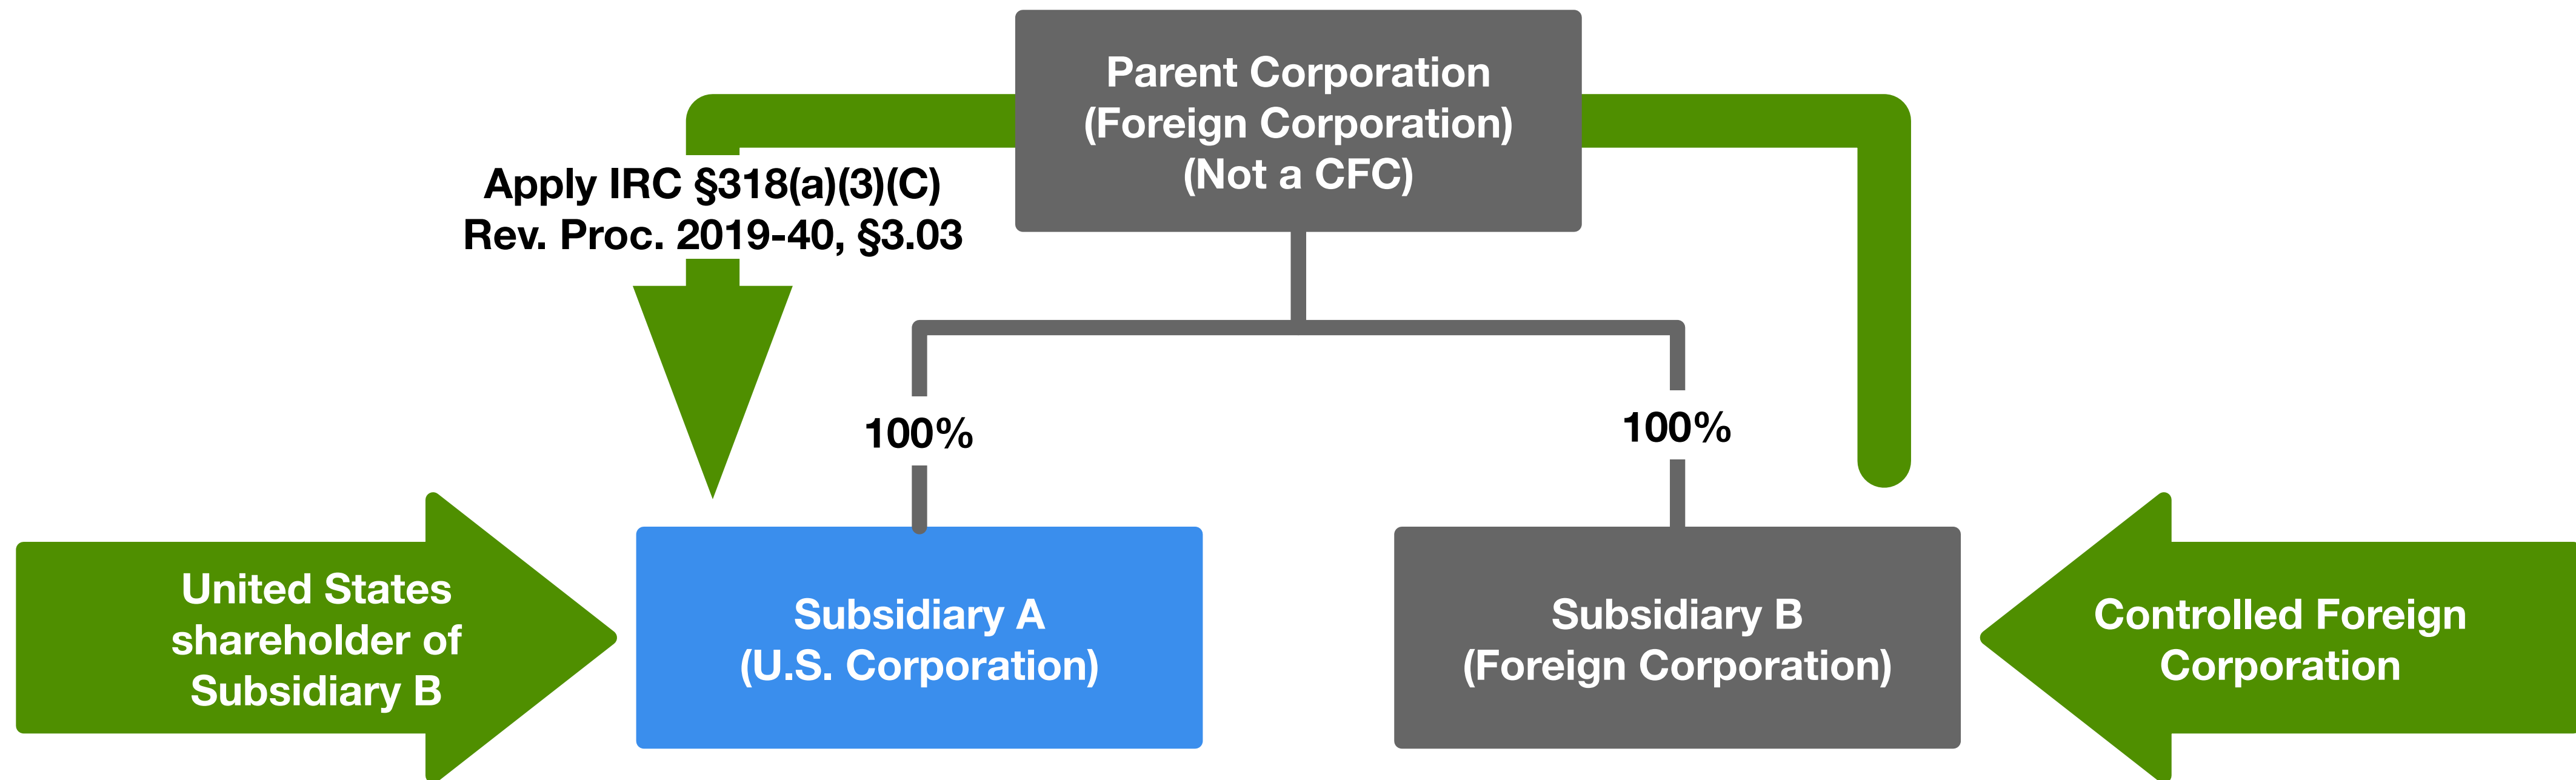 Parent Corporation
(Foreign Corporation)
(Not a CFC)
Apply IRC §318(a)(3)(C)
Rev. Proc. 2019-40, §3.03
100%
100%
United States
shareholder of
Subsidiary B
Subsidiary A
(U.S. Corporation)
Subsidiary B
(Foreign Corporation)
Controlled Foreign
Corporation